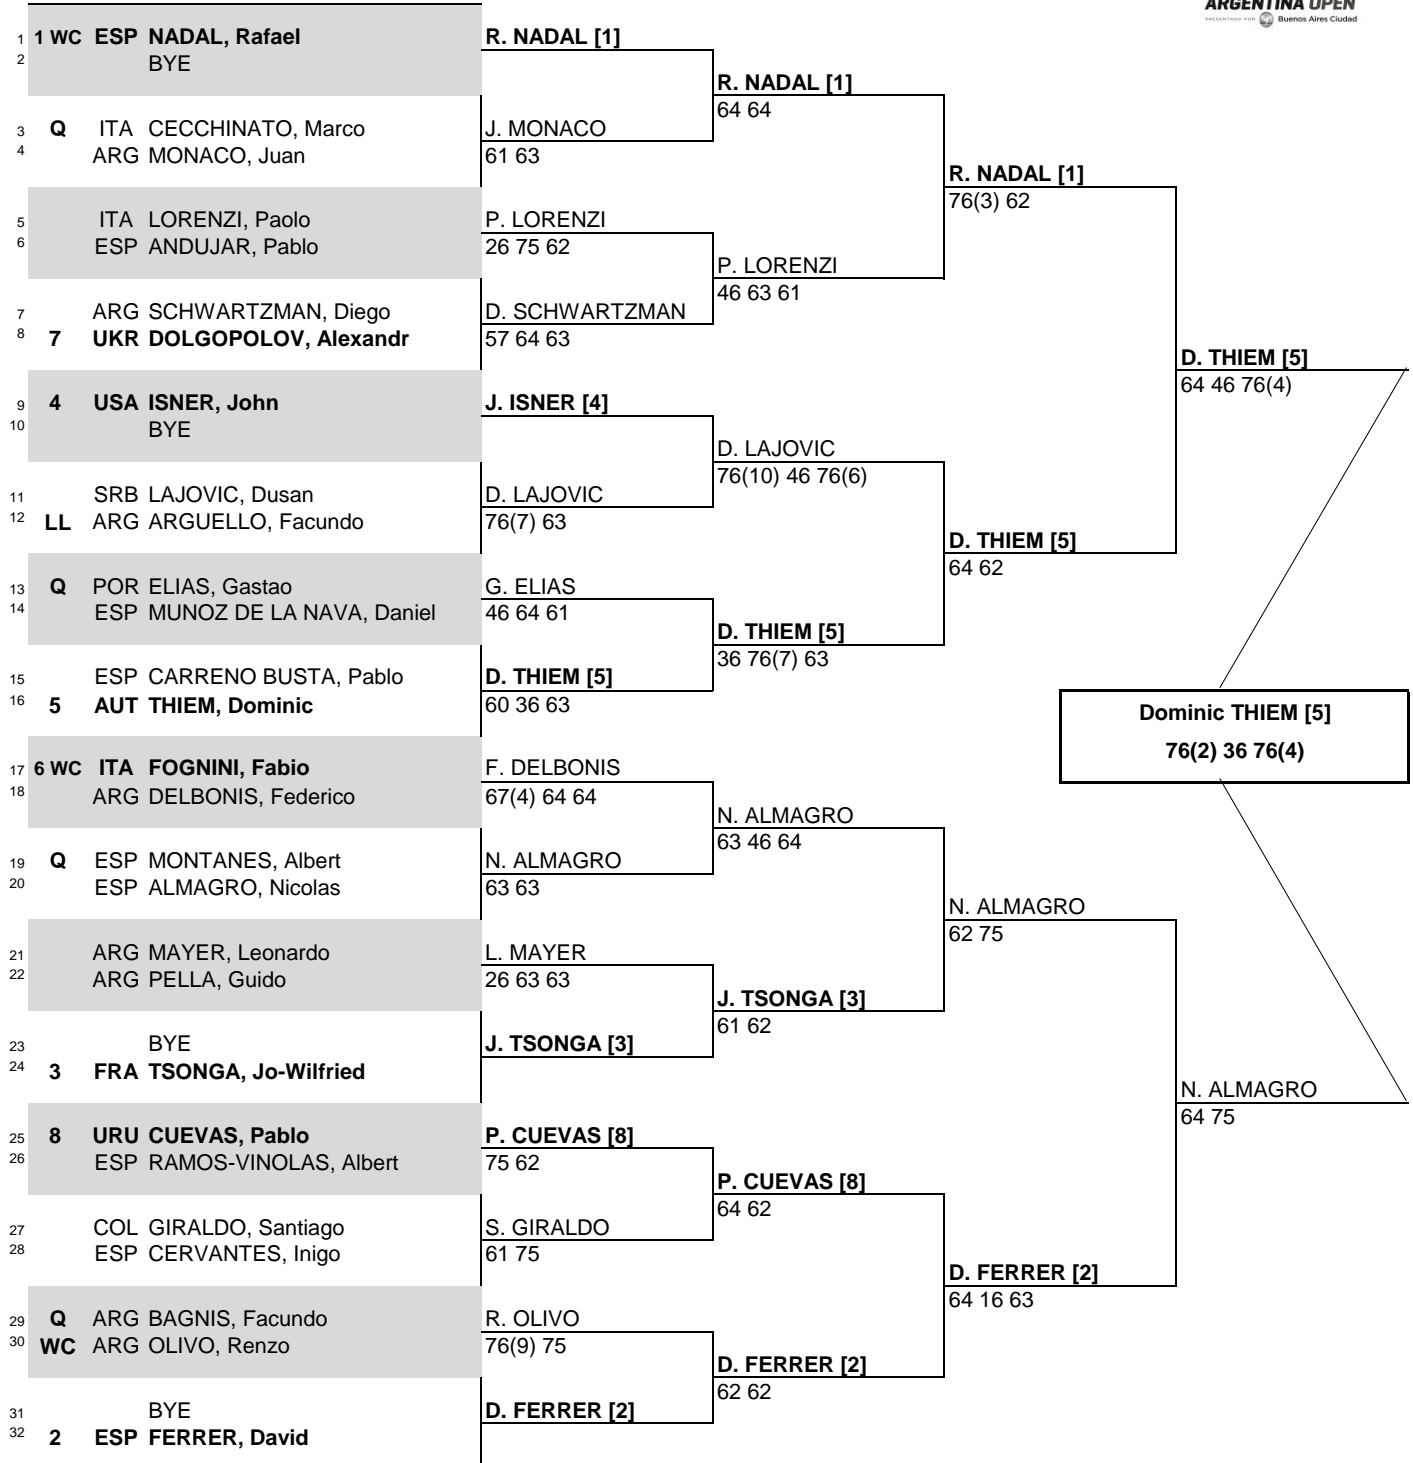 ARGENTINA OPEN
Buenos Aires Ciudad
1 1 WC ESP NADAL, Rafael
2 BYE
3 Q ITA CECCHINATO, Marco
4 ARG MONACO, Juan
5 ITA LORENZI, Paolo
6 ESP ANDUJAR, Pablo
7 ARG SCHWARTZMAN, Diego
8 7 UKR DOLGOPOLOV, Alexandr
9 4 USA ISNER, John
10 BYE
11 SRB LAJOVIC, Dusan
12 LL ARG ARGUELLO, Facundo
13 Q POR ELIAS, Gastao
14 ESP MUNOZ DE LA NAVA, Daniel
15 ESP CARRENO BUSTA, Pablo
16 5 AUT THIEM, Dominic
17 6 WC ITA FOGNINI, Fabio
18 ARG DELBONIS, Federico
19 Q ESP MONTANES, Albert
20 ESP ALMAGRO, Nicolas
21 ARG MAYER, Leonardo
22 ARG PELLA, Guido
23 BYE
24 3 FRA TSONGA, Jo-Wilfried
25 8 URU CUEVAS, Pablo
26 ESP RAMOS-VINOLAS, Albert
27 COL GIRALDO, Santiago
28 ESP CERVANTES, Inigo
29 Q ARG BAGNIS, Facundo
30 WC ARG OLIVO, Renzo
31 BYE
32 2 ESP FERRER, David
R. NADAL [1]
J. MONACO
61 63
P. LORENZI
26 75 62
D. SCHWARTZMAN
57 64 63
J. ISNER [4]
D. LAJOVIC
76(7) 63
G. ELIAS
46 64 61
D. THIEM [5]
60 36 63
F. DELBONIS
67(4) 64 64
N. ALMAGRO
63 63
L. MAYER
26 63 63
J. TSONGA [3]
P. CUEVAS [8]
75 62
S. GIRALDO
61 75
R. OLIVO
76(9) 75
D. FERRER [2]
R. NADAL [1]
64 64
P. LORENZI
46 63 61
D. LAJOVIC
76(10) 46 76(6)
D. THIEM [5]
36 76(7) 63
N. ALMAGRO
63 46 64
J. TSONGA [3]
61 62
P. CUEVAS [8]
64 62
D. FERRER [2]
62 62
R. NADAL [1]
76(3) 62
D. THIEM [5]
64 62
N. ALMAGRO
62 75
D. FERRER [2]
64 16 63
D. THIEM [5]
64 46 76(4)
N. ALMAGRO
64 75
Dominic THIEM [5]
76(2) 36 76(4)